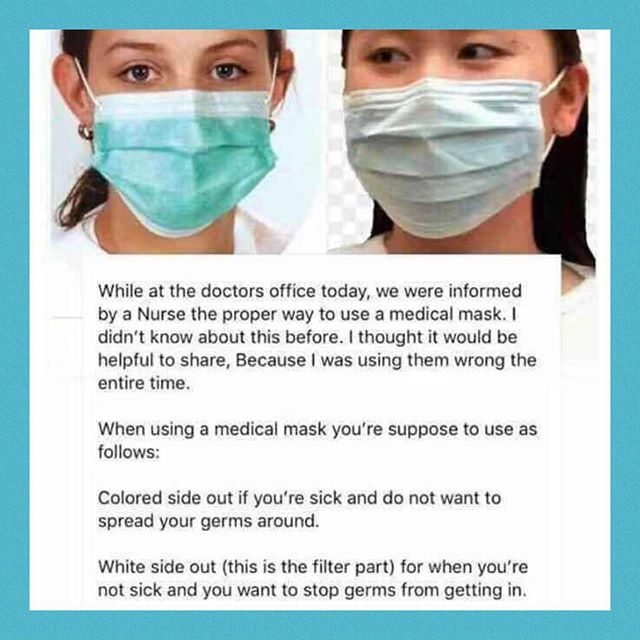 While at the doctors office today, we were informed
by a Nurse the proper way to use a medical mask. I
didn't know about this before. I thought it would be
helpful to share, Because I was using them wrong the
entire time.
When using a medical mask you're suppose to use as
follows:
Colored side out if you're sick and do not want to
spread your germs around.
White side out (this is the filter part) for when you're
not sick and you want to stop germs from getting in.